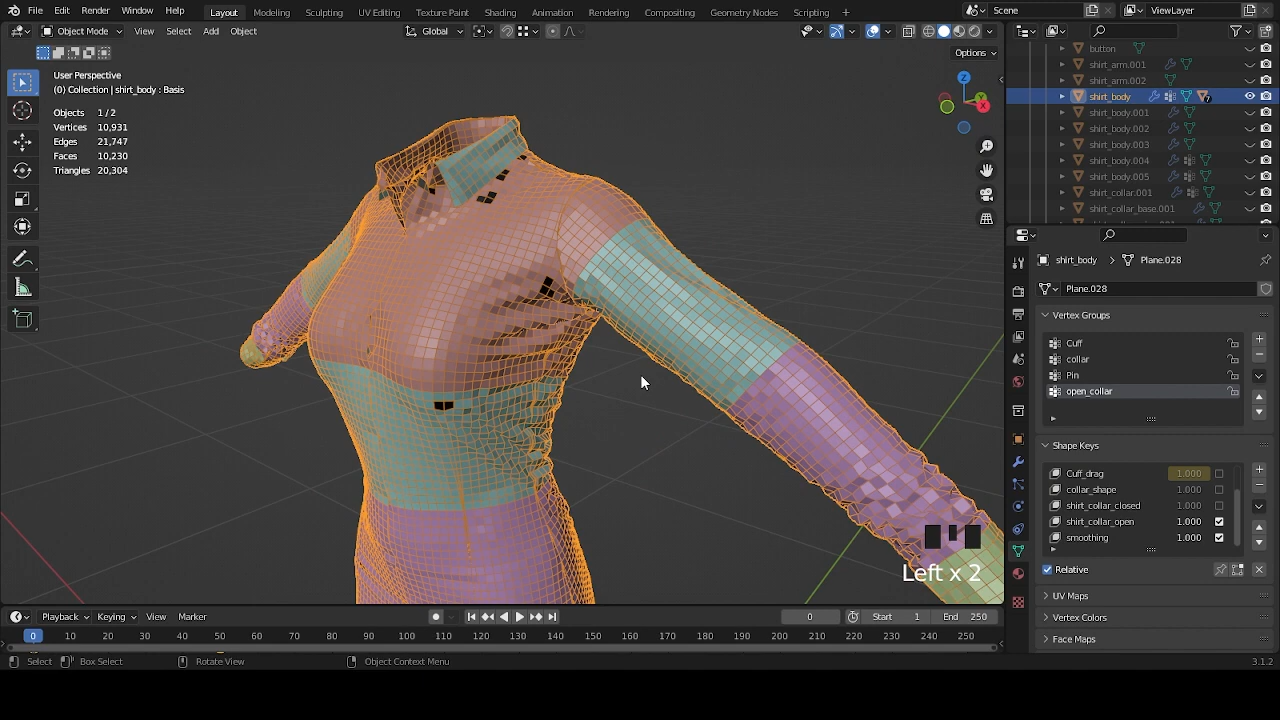 File Edit Render Window Help Layout Modeling Sculpting UV Editing Texture Paint Shading Animation Rendering Compositing Geometry Nodes Scripting + Scene ViewLayer
Object Mode View Select Add Object Global
Options
User Perspective
(0) Collection | shirt_body : Basis
Objects 1/2
Vertices 10,931
Edges 21,747
Faces 10,230
Triangles 20,304
Z
Y
X
button
shirt_arm.001
shirt_arm.002
shirt_body
shirt_body.001
shirt_body.002
shirt_body.003
shirt_body.004
shirt_body.005
shirt_collar.001
shirt_collar_base.001
shirt_body > Plane.028
Plane.028
Vertex Groups
Cuff
collar
Pin
open_collar
Shape Keys
Cuff_drag 1.000
collar_shape 1.000
shirt_collar_closed 1.000
shirt_collar_open 1.000
smoothing 1.000
Relative
UV Maps
Vertex Colors
Face Maps
Left x 2
Playback Keying View Marker 0 Start 1 End 250
0 10 20 30 40 50 60 70 80 90 100 110 120 130 140 150 160 170 180 190 200 210 220 230 240 250
Select Box Select Rotate View Object Context Menu 3.1.2